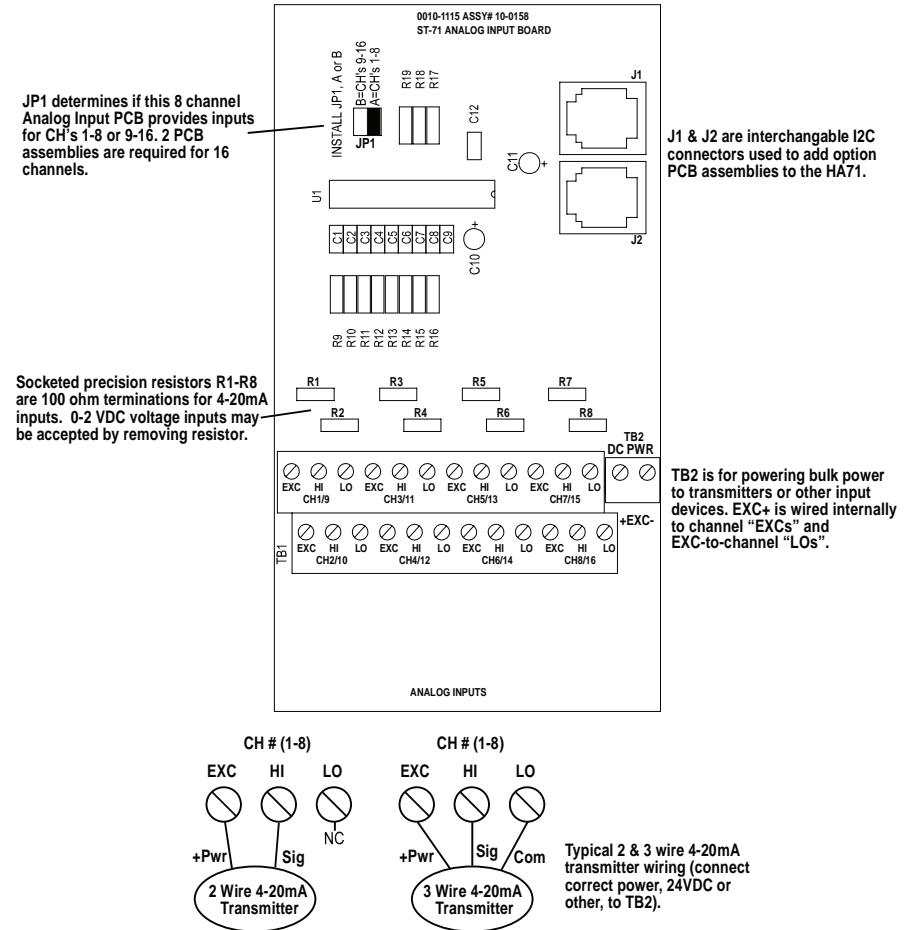 0010-1115 ASSY# 10-0158
ST-71 ANALOG INPUT BOARD
INSTALL JP1, A or B
B=CH's 9-16
A=CH's 1-8
JP1
R19
R18
R17
C12
C11
+
J1
J2
JP1 determines if this 8 channel
Analog Input PCB provides inputs
for CH's 1-8 or 9-16. 2 PCB
assemblies are required for 16
channels.
J1 & J2 are interchangable I2C
connectors used to add option
PCB assemblies to the HA71.
U1
C1
C2
C3
C4
C5
C6
C7
C8
C9
+
C10
R9
R10
R11
R12
R13
R14
R15
R16
Socketed precision resistors R1-R8
are 100 ohm terminations for 4-20mA
inputs. 0-2 VDC voltage inputs may
be accepted by removing resistor.
R1 R3 R5 R7
R2 R4 R6 R8
TB2
DC PWR
EXC HI LO EXC HI LO EXC HI LO EXC HI LO
CH1/9 CH3/11 CH5/13 CH7/15
+EXC-
TB1
EXC HI LO EXC HI LO EXC HI LO EXC HI LO
CH2/10 CH4/12 CH6/14 CH8/16
TB2 is for powering bulk power
to transmitters or other input
devices. EXC+ is wired internally
to channel “EXCs” and
EXC-to-channel “LOs”.
ANALOG INPUTS
CH # (1-8)
EXC HI LO
NC
+Pwr Sig
2 Wire 4-20mA
Transmitter
CH # (1-8)
EXC HI LO
+Pwr Sig Com
3 Wire 4-20mA
Transmitter
Typical 2 & 3 wire 4-20mA
transmitter wiring (connect
correct power, 24VDC or
other, to TB2).